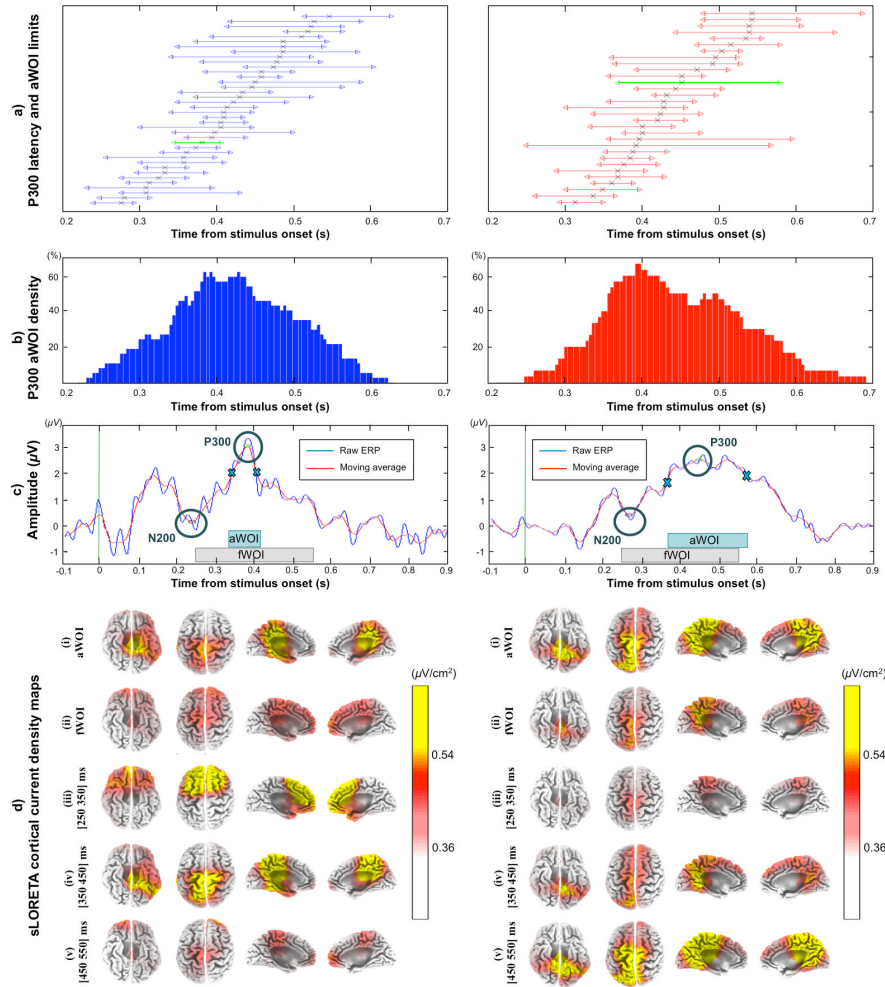 a)
P300 latency and aWOI limits
0.2 0.3 0.4 0.5 0.6 0.7
Time from stimulus onset (s)
0.2 0.3 0.4 0.5 0.6 0.7
Time from stimulus onset (s)
b)
P300 aWOI density
(%)
60
40
20
0.2 0.3 0.4 0.5 0.6 0.7
Time from stimulus onset (s)
(%)
60
40
20
0.2 0.3 0.4 0.5 0.6 0.7
Time from stimulus onset (s)
c)
Amplitude (µV)
(µV)
3
2
1
0
-1
P300
N200
Raw ERP
Moving average
aWOI
fWOI
-0.1 0 0.1 0.2 0.3 0.4 0.5 0.6 0.7 0.8 0.9
Time from stimulus onset (s)
(µV)
3
2
1
0
-1
Raw ERP
Moving average
P300
N200
aWOI
fWOI
-0.1 0 0.1 0.2 0.3 0.4 0.5 0.6 0.7 0.8 0.9
Time from stimulus onset (s)
d)
sLORETA cortical current density maps
(i)
aWOI
(ii)
fWOI
(iii)
[250 350] ms
(iv)
[350 450] ms
(v)
[450 550] ms
(µV/cm²)
0.54
0.36
(i)
aWOI
(ii)
fWOI
(iii)
[250 350] ms
(iv)
[350 450] ms
(v)
[450 550] ms
(µV/cm²)
0.54
0.36